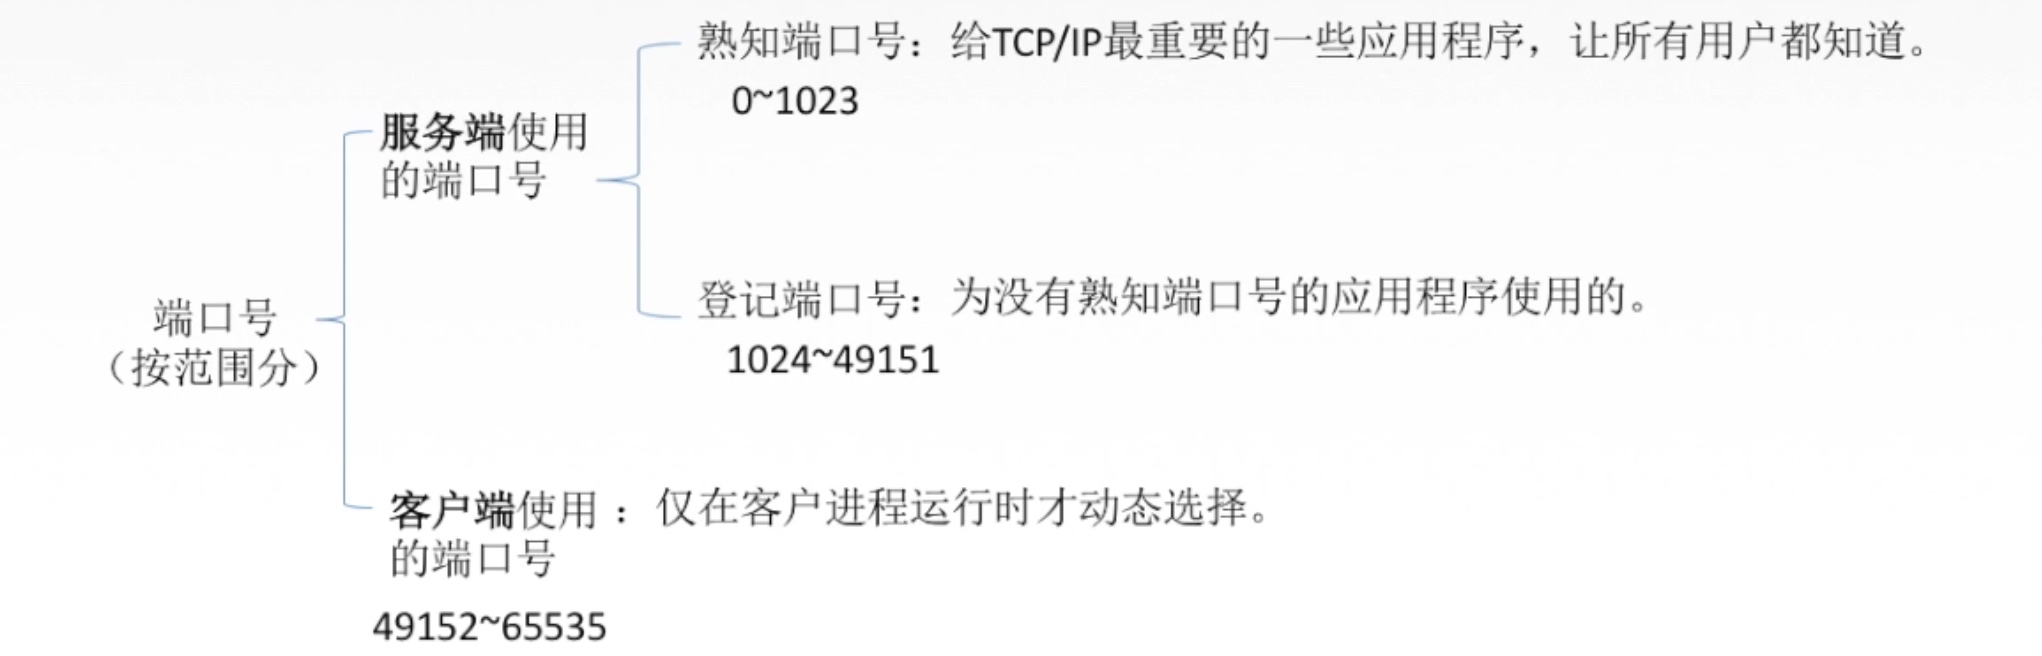 熟知端口号：给TCP/IP最重要的一些应用程序，让所有用户都知道。
0~1023
服务端使用
的端口号
登记端口号：为没有熟知端口号的应用程序使用的。
1024~49151
端口号
（按范围分）
客户端使用：仅在客户进程运行时才动态选择。
的端口号
49152~65535